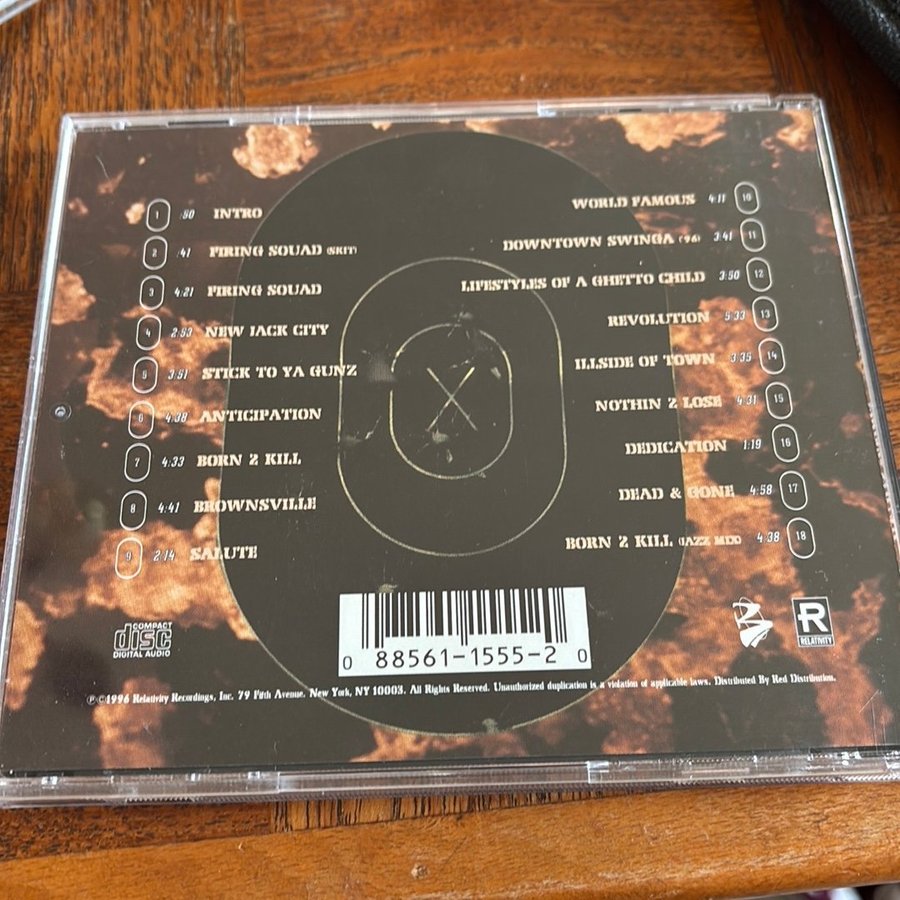 1 :50 INTRO
2 :41 FIRING SQUAD (SKIT)
3 4:21 FIRING SQUAD
4 2:53 NEW JACK CITY
5 3:51 STICK TO YA GUNZ
6 4:38 ANTICIPATION
7 4:33 BORN 2 KILL
8 4:41 BROWNSVILLE
9 2:14 SALUTE
WORLD FAMOUS 4:11 10
DOWNTOWN SWINGA (96) 3:41 11
LIFESTYLES OF A GHETTO CHILD 3:50 12
REVOLUTION 5:33 13
ILLSIDE OF TOWN 3:35 14
NOTHIN 2 LOSE 4:31 15
DEDICATION 1:19 16
DEAD & GONE 4:58 17
BORN 2 KILL (JAZZ MIX) 4:38 18
COMPACT
disc
DIGITAL AUDIO
0 88561-1555-2 0
R
RELATIVITY
℗©1996 Relativity Recordings, Inc. 79 Fifth Avenue. New York, NY 10003. All Rights Reserved. Unauthorized duplication is a violation of applicable laws. Distributed By Red Distribution.